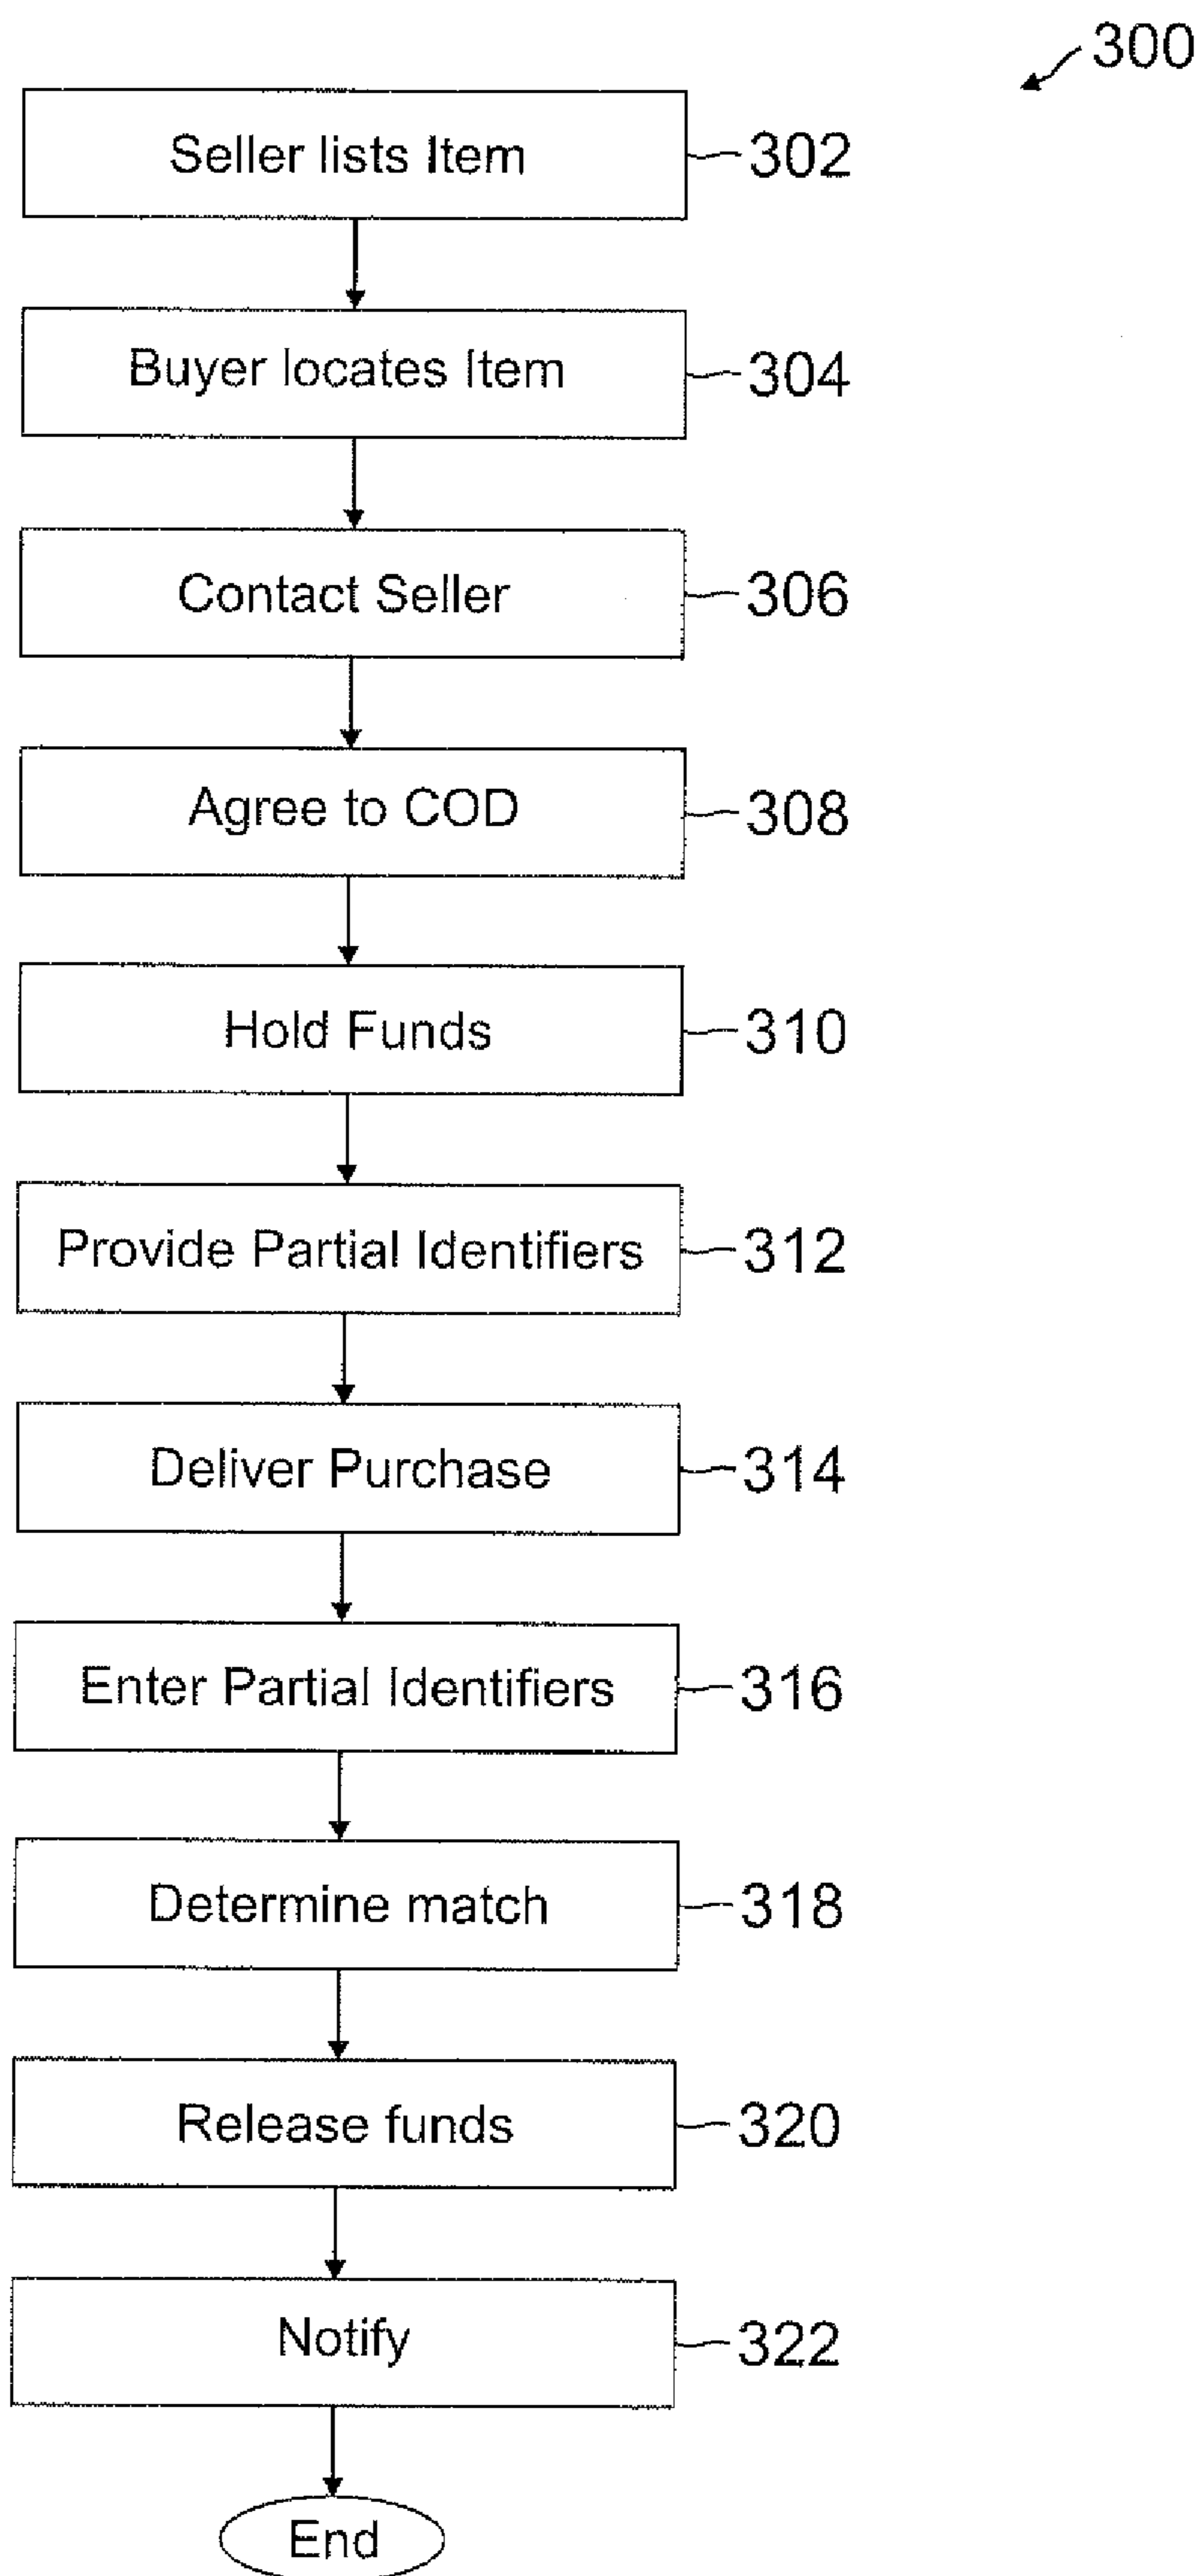 300
Seller lists Item
302
Buyer locates Item
304
Contact Seller
306
Agree to COD
308
Hold Funds
310
Provide Partial Identifiers
312
Deliver Purchase
314
Enter Partial Identifiers
316
Determine match
318
Release funds
320
Notify
322
End